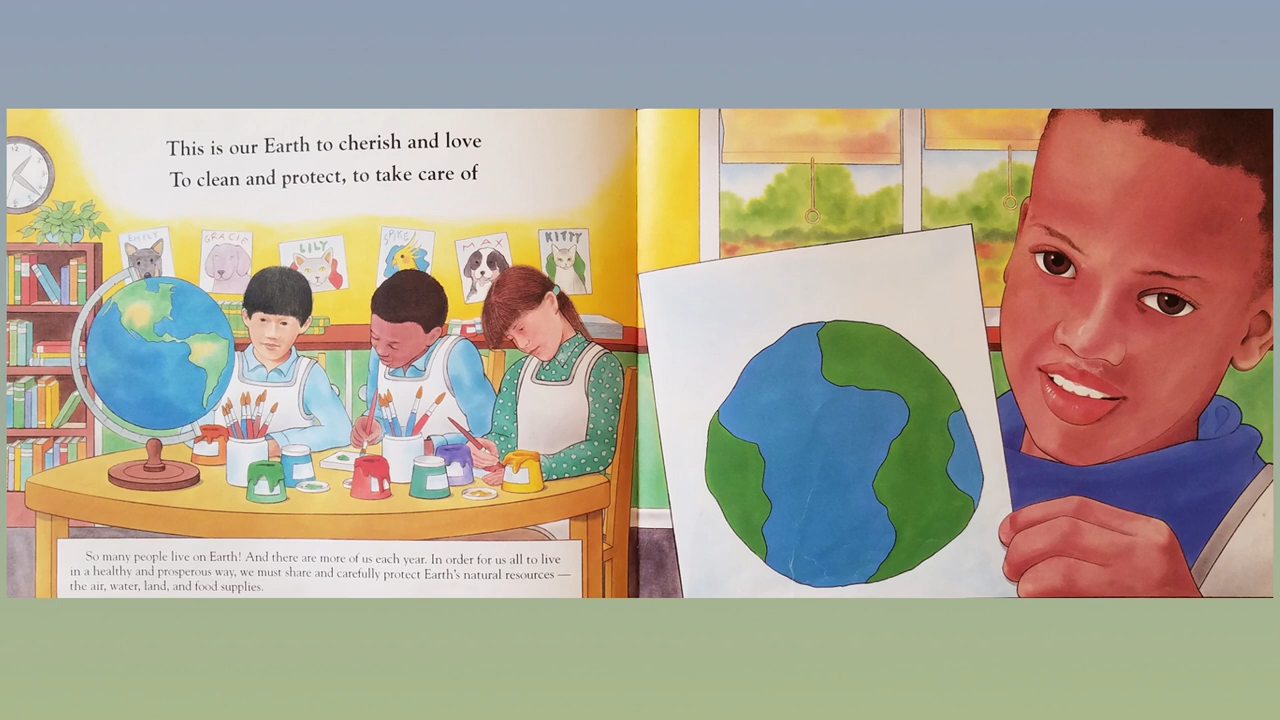 This is our Earth to cherish and love
To clean and protect, to take care of
12
EMILY
GRACIE
LILY
SPIKE
MAX
KITTY
So many people live on Earth! And there are more of us each year. In order for us all to live
in a healthy and prosperous way, we must share and carefully protect Earth's natural resources —
the air, water, land, and food supplies.